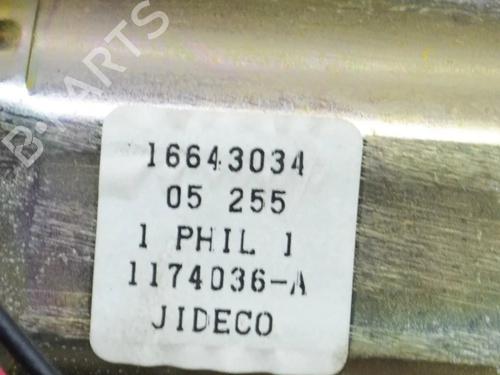 B-PARTS
16643034
05 255
1 PHIL 1
1174036-A
JIDECO